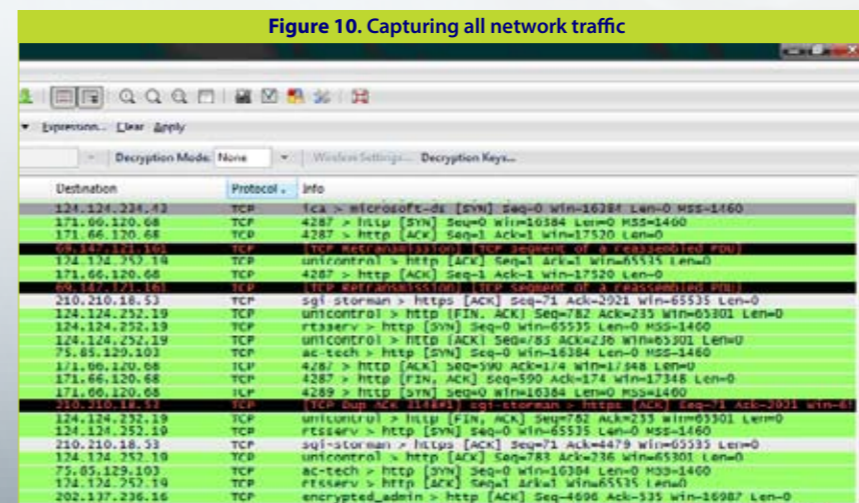 Figure 10. Capturing all network traffic
Expression... Clear Apply
Decryption Mode: None Wireless Settings... Decryption Keys...
Destination Protocol Info
124.124.234.43 TCP ica > microsoft-ds [SYN] Seq=0 Win=16384 Len=0 MSS=1460
171.66.120.68 TCP 4287 > http [SYN] Seq=0 Win=16384 Len=0 MSS=1460
171.66.120.68 TCP 4287 > http [ACK] Seq=1 Ack=1 Win=17520 Len=0
69.147.121.161 TCP [TCP Retransmission] [TCP segment of a reassembled PDU]
124.124.252.19 TCP unicontrol > http [ACK] Seq=1 Ack=1 Win=65535 Len=0
171.66.120.68 TCP 4287 > http [ACK] Seq=1 Ack=1 Win=17520 Len=0
69.147.121.161 TCP [TCP Retransmission] [TCP segment of a reassembled PDU]
210.210.18.53 TCP sgi-storman > https [ACK] Seq=71 Ack=2921 Win=65535 Len=0
124.124.252.19 TCP unicontrol > http [FIN, ACK] Seq=782 Ack=235 Win=65301 Len=0
124.124.252.19 TCP rtsserv > http [SYN] Seq=0 Win=65535 Len=0 MSS=1460
124.124.252.19 TCP unicontrol > http [ACK] Seq=783 Ack=236 Win=65301 Len=0
75.85.129.103 TCP ac-tech > http [SYN] Seq=0 Win=16384 Len=0 MSS=1460
171.66.120.68 TCP 4287 > http [ACK] Seq=590 Ack=174 Win=17348 Len=0
171.66.120.68 TCP 4287 > http [FIN, ACK] Seq=590 Ack=174 Win=17348 Len=0
171.66.120.68 TCP 4289 > http [SYN] Seq=0 Win=16384 Len=0 MSS=1460
210.210.18.53 TCP [TCP Dup ACK 3148#1] sgi-storman > https [ACK] Seq=71 Ack=2921
124.124.252.19 TCP unicontrol > http [FIN, ACK] Seq=782 Ack=235 Win=65301 Len=0
124.124.252.19 TCP rtsserv > http [SYN] Seq=0 Win=65535 Len=0 MSS=1460
210.210.18.53 TCP sgi-storman > https [ACK] Seq=71 Ack=4479 Win=65535 Len=0
124.124.252.19 TCP unicontrol > http [ACK] Seq=783 Ack=236 Win=65301 Len=0
75.85.129.103 TCP ac-tech > http [SYN] Seq=0 Win=16384 Len=0 MSS=1460
124.124.252.19 TCP rtsserv > http [ACK] Seq=1 Ack=1 Win=65535 Len=0
202.137.236.16 TCP encrypted_admin > http [ACK] Seq=4696 Ack=535 Win=16987 Len=0